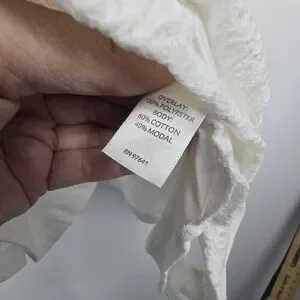 OVERLAY:
100% POLYESTER
BODY:
60% COTTON
40% MODAL
RN 97641